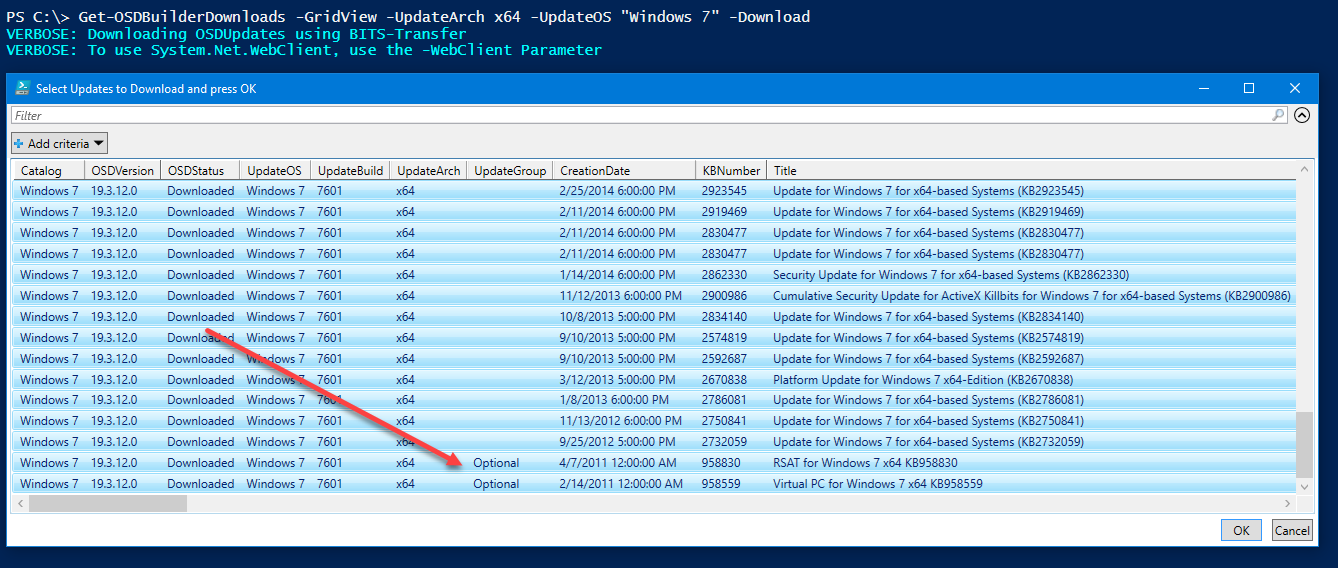 PS C:\> Get-OSDBuilderDownloads -GridView -UpdateArch x64 -UpdateOS "Windows 7" -Download
VERBOSE: Downloading OSDUpdates using BITS-Transfer
VERBOSE: To use System.Net.WebClient, use the -WebClient Parameter
Select Updates to Download and press OK
Filter
Add criteria
Catalog OSDVersion OSDStatus UpdateOS UpdateBuild UpdateArch UpdateGroup CreationDate KBNumber Title
Windows 7 19.3.12.0 Downloaded Windows 7 7601 x64 2/25/2014 6:00:00 PM 2923545 Update for Windows 7 for x64-based Systems (KB2923545)
Windows 7 19.3.12.0 Downloaded Windows 7 7601 x64 2/11/2014 6:00:00 PM 2919469 Update for Windows 7 for x64-based Systems (KB2919469)
Windows 7 19.3.12.0 Downloaded Windows 7 7601 x64 2/11/2014 6:00:00 PM 2830477 Update for Windows 7 for x64-based Systems (KB2830477)
Windows 7 19.3.12.0 Downloaded Windows 7 7601 x64 2/11/2014 6:00:00 PM 2830477 Update for Windows 7 for x64-based Systems (KB2830477)
Windows 7 19.3.12.0 Downloaded Windows 7 7601 x64 1/14/2014 6:00:00 PM 2862330 Security Update for Windows 7 for x64-based Systems (KB2862330)
Windows 7 19.3.12.0 Downloaded Windows 7 7601 x64 11/12/2013 6:00:00 PM 2900986 Cumulative Security Update for ActiveX Killbits for Windows 7 for x64-based Systems (KB2900986)
Windows 7 19.3.12.0 Downloaded Windows 7 7601 x64 10/8/2013 5:00:00 PM 2834140 Update for Windows 7 for x64-based Systems (KB2834140)
Windows 7 19.3.12.0 Downloaded Windows 7 7601 x64 9/10/2013 5:00:00 PM 2574819 Update for Windows 7 for x64-based Systems (KB2574819)
Windows 7 19.3.12.0 Downloaded Windows 7 7601 x64 9/10/2013 5:00:00 PM 2592687 Update for Windows 7 for x64-based Systems (KB2592687)
Windows 7 19.3.12.0 Downloaded Windows 7 7601 x64 3/12/2013 5:00:00 PM 2670838 Platform Update for Windows 7 x64-Edition (KB2670838)
Windows 7 19.3.12.0 Downloaded Windows 7 7601 x64 1/8/2013 6:00:00 PM 2786081 Update for Windows 7 for x64-based Systems (KB2786081)
Windows 7 19.3.12.0 Downloaded Windows 7 7601 x64 11/13/2012 6:00:00 PM 2750841 Update for Windows 7 for x64-based Systems (KB2750841)
Windows 7 19.3.12.0 Downloaded Windows 7 7601 x64 9/25/2012 5:00:00 PM 2732059 Update for Windows 7 for x64-based Systems (KB2732059)
Windows 7 19.3.12.0 Downloaded Windows 7 7601 x64 Optional 4/7/2011 12:00:00 AM 958830 RSAT for Windows 7 x64 KB958830
Windows 7 19.3.12.0 Downloaded Windows 7 7601 x64 Optional 2/14/2011 12:00:00 AM 958559 Virtual PC for Windows 7 x64 KB958559
OK Cancel